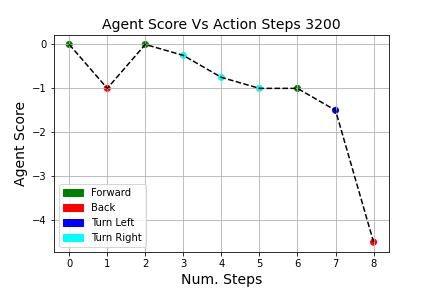 Agent Score Vs Action Steps 3200
Agent Score
0
−1
−2
−3
−4
Forward
Back
Turn Left
Turn Right
0 1 2 3 4 5 6 7 8
Num. Steps